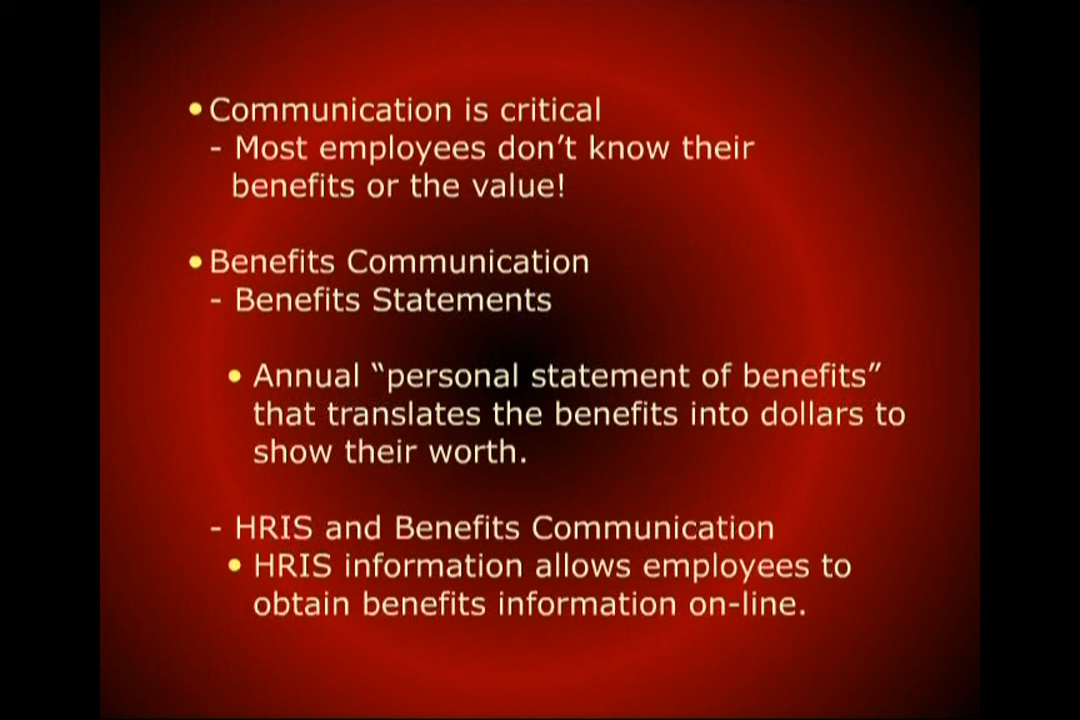 • Communication is critical
- Most employees don’t know their
benefits or the value!
• Benefits Communication
- Benefits Statements
• Annual “personal statement of benefits”
that translates the benefits into dollars to
show their worth.
- HRIS and Benefits Communication
• HRIS information allows employees to
obtain benefits information on-line.